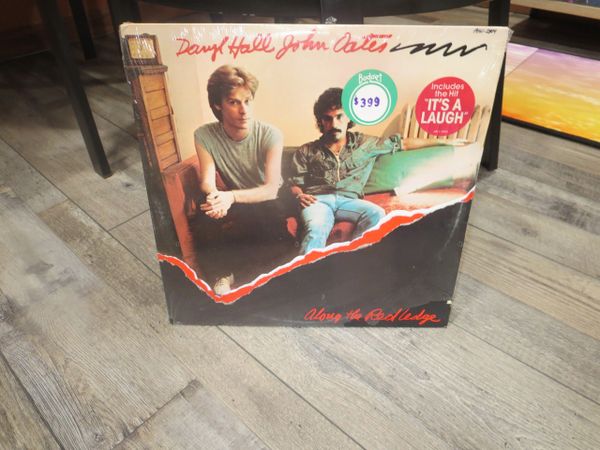 Daryl Hall John Oates
Budget
$3.99
Includes
the Hit
"IT'S A
LAUGH"
Along the Red Ledge